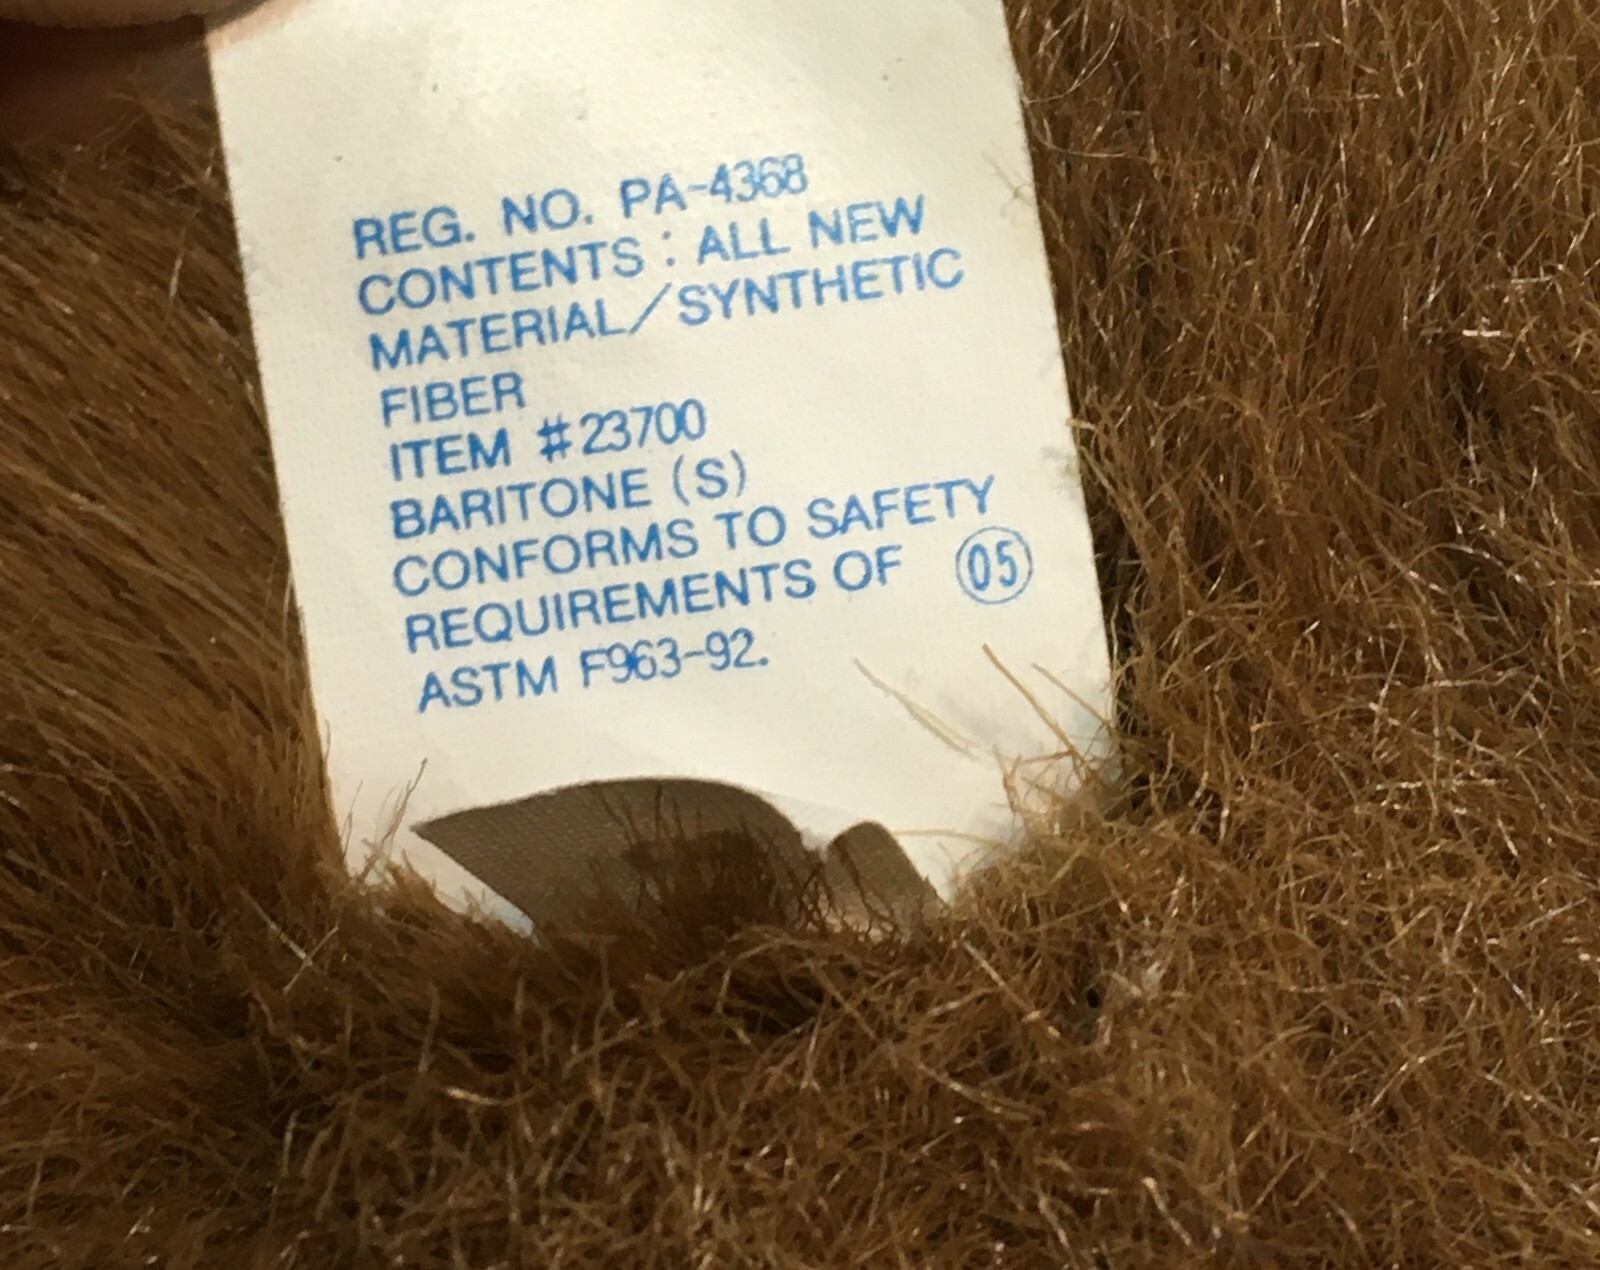 REG. NO. PA-4368
CONTENTS : ALL NEW
MATERIAL/SYNTHETIC
FIBER
ITEM #23700
BARITONE (S)
CONFORMS TO SAFETY
REQUIREMENTS OF 05
ASTM F963-92.